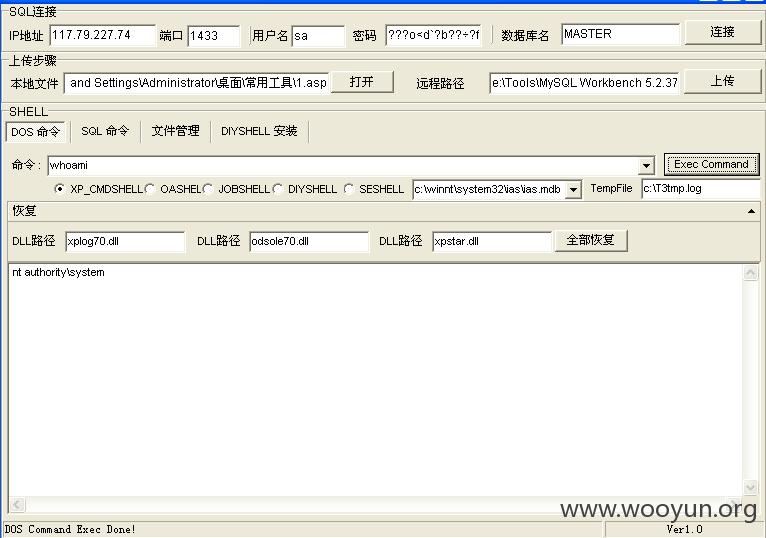 SQL连接
IP地址 117.79.227.74 端口 1433 用户名 sa 密码 ???o<d`?b??÷?f 数据库名 MASTER 连接
上传步骤
本地文件 and Settings\Administrator\桌面\常用工具\1.asp 打开 远程路径 e:\Tools\MySQL Workbench 5.2.37 上传
SHELL
DOS 命令 SQL 命令 文件管理 DIYSHELL 安装
命令: whoami Exec Command
XP_CMDSHELL OASHEL JOBSHELL DIYSHELL SESHELL c:\winnt\system32\ias\ias.mdb TempFile c:\T3tmp.log
恢复
DLL路径 xplog70.dll DLL路径 odsole70.dll DLL路径 xpstar.dll 全部恢复
nt authority\system
www.wooyun.org
DOS Command Exec Done! Ver1.0